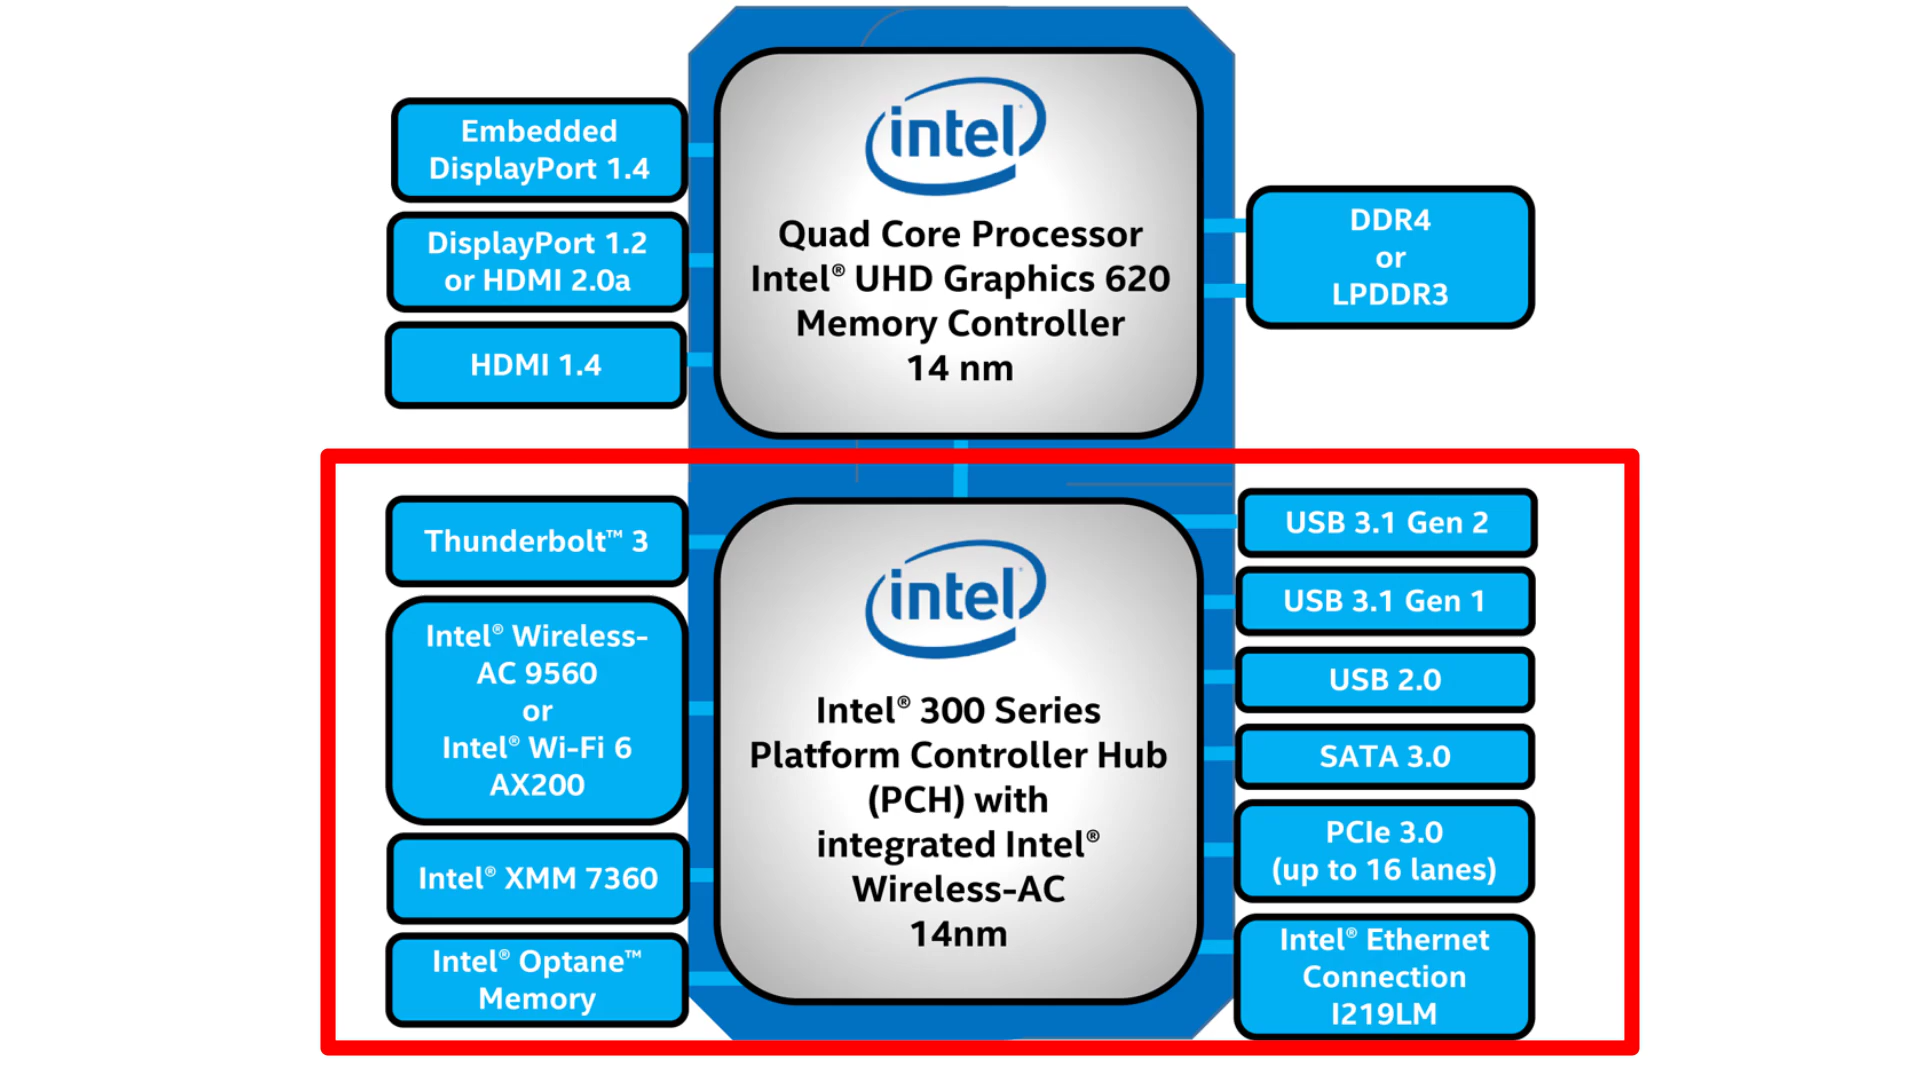 intel
Quad Core Processor
Intel® UHD Graphics 620
Memory Controller
14 nm
Embedded
DisplayPort 1.4
DisplayPort 1.2
or HDMI 2.0a
HDMI 1.4
DDR4
or
LPDDR3
intel
Intel® 300 Series
Platform Controller Hub
(PCH) with
integrated Intel®
Wireless-AC
14nm
Thunderbolt™ 3
Intel® Wireless-
AC 9560
or
Intel® Wi-Fi 6
AX200
Intel® XMM 7360
Intel® Optane™
Memory
USB 3.1 Gen 2
USB 3.1 Gen 1
USB 2.0
SATA 3.0
PCIe 3.0
(up to 16 lanes)
Intel® Ethernet
Connection
I219LM